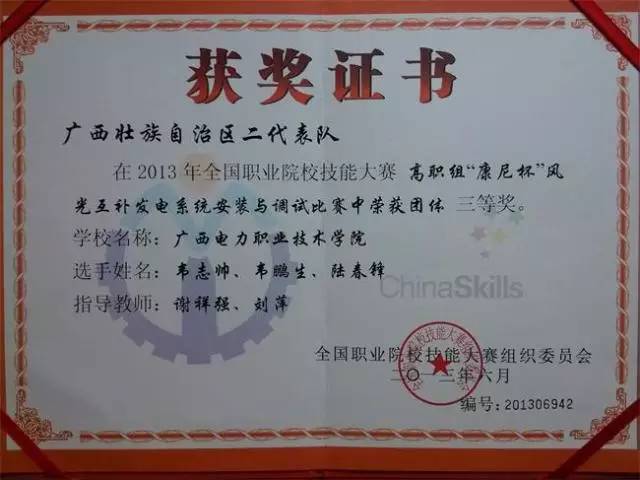 获奖证书
广西壮族自治区二代表队
在2013年全国职业院校技能大赛 高职组“康尼杯”风
光互补发电系统安装与调试比赛中荣获团体 三等奖。
学校名称：广西电力职业技术学院
选手姓名：韦志帅、韦鹏生、陆春锋
指导教师：谢祥强、刘萍
ChinaSkills
全国职业院校技能大赛组织委员会
二〇一三年六月
编号：201306942